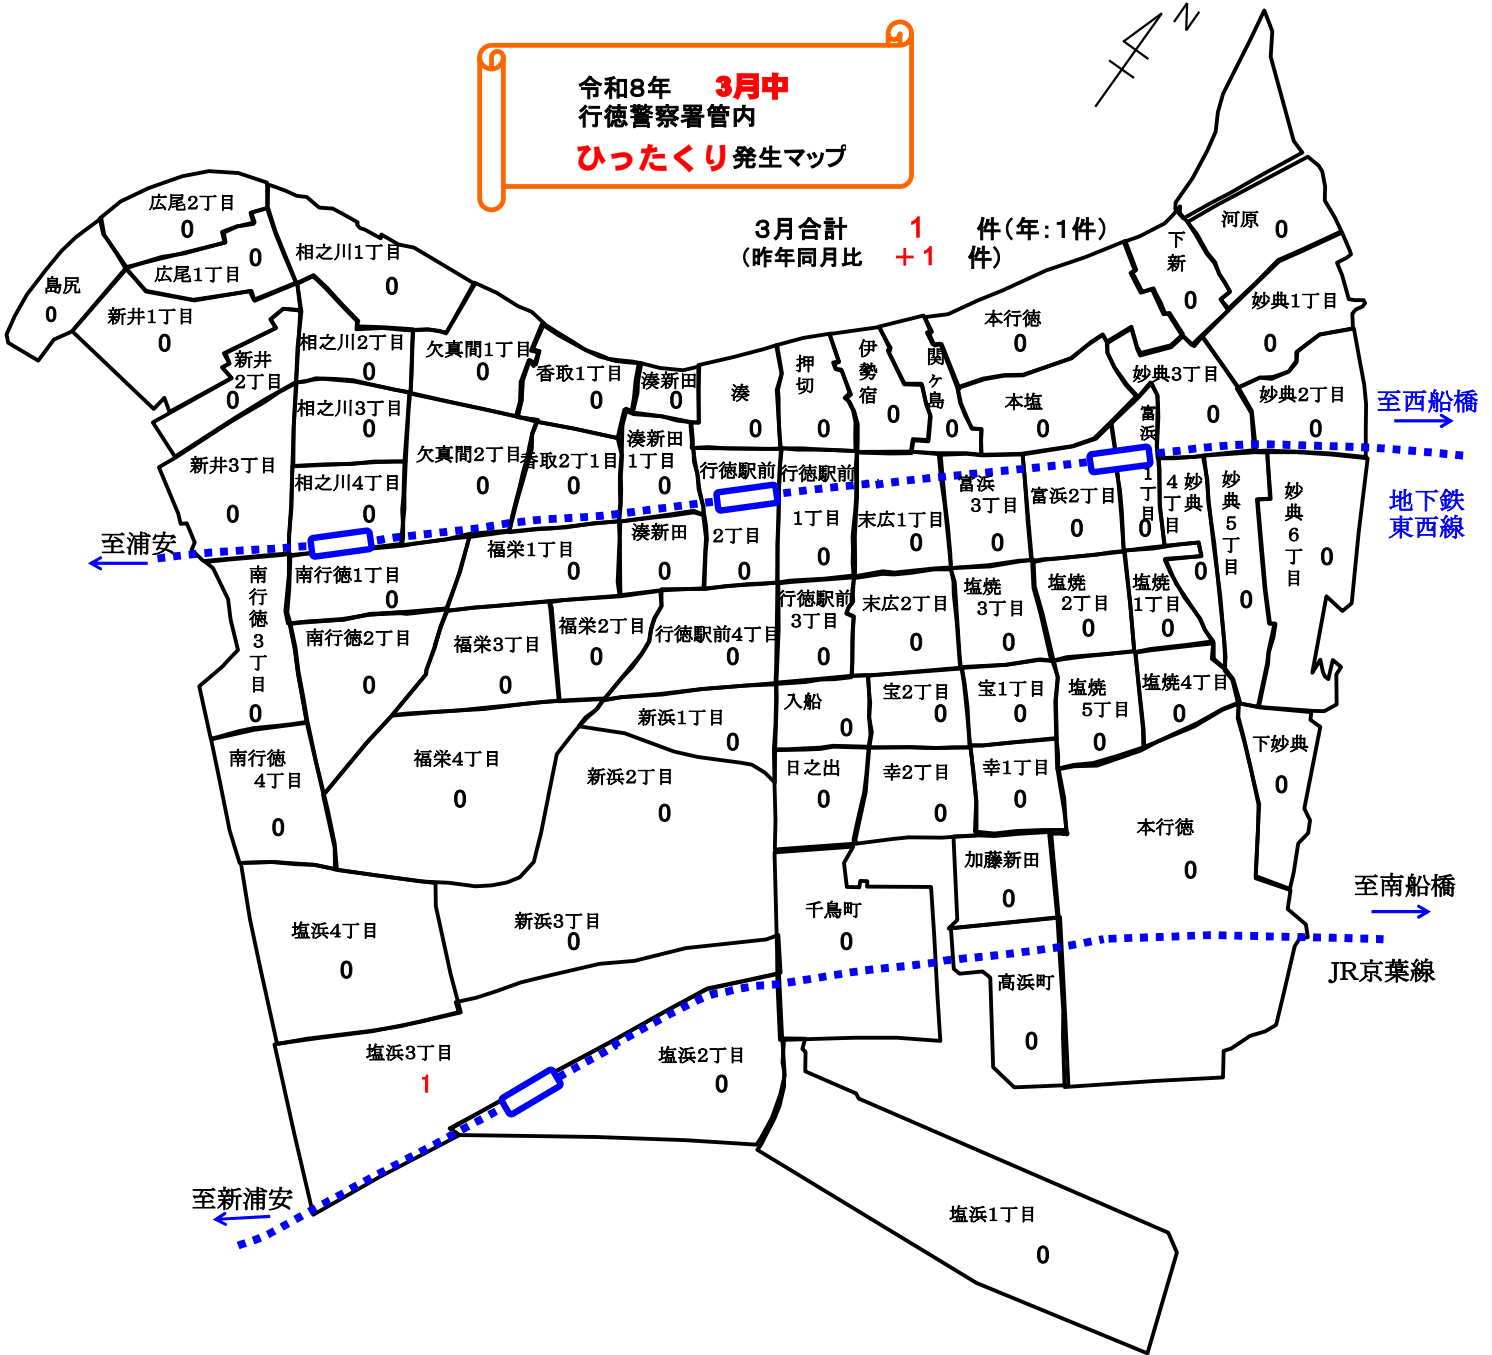 N
令和8年 3月中
行徳警察署管内
ひったくり発生マップ
3月合計 1 件(年:1件)
(昨年同月比 +1 件)
広尾2丁目
0
広尾1丁目
0
島尻
0
新井1丁目
0
新井
2丁目
0
新井3丁目
0
相之川1丁目
0
相之川2丁目
0
相之川3丁目
0
相之川4丁目
0
欠真間1丁目
0
欠真間2丁目
0
香取1丁目
0
香取2丁目
0
湊新田
0
湊新田
1丁目
0
湊新田
0
湊
0
押切
0
伊勢宿
0
関ヶ島
0
本行徳
0
本塩
0
下新
0
河原
0
妙典1丁目
0
妙典2丁目
0
妙典3丁目
0
富浜
1丁目
0
妙典
4丁目
0
妙典5丁目
0
妙典6丁目
0
至西船橋
地下鉄
東西線
至浦安
行徳駅前
2丁目
0
行徳駅前
1丁目
0
末広1丁目
0
富浜
3丁目
0
富浜2丁目
0
南行徳1丁目
0
福栄1丁目
0
南行徳3丁目
0
南行徳2丁目
0
福栄3丁目
0
福栄2丁目
0
行徳駅前4丁目
0
行徳駅前
3丁目
0
末広2丁目
0
塩焼
3丁目
0
塩焼
2丁目
0
塩焼
1丁目
0
塩焼
5丁目
0
塩焼4丁目
0
入船
0
宝2丁目
0
宝1丁目
0
新浜1丁目
0
南行徳
4丁目
0
福栄4丁目
0
新浜2丁目
0
日之出
0
幸2丁目
0
幸1丁目
0
下妙典
0
本行徳
0
加藤新田
0
千鳥町
0
新浜3丁目
0
塩浜4丁目
0
高浜町
0
至南船橋
JR京葉線
塩浜3丁目
1
塩浜2丁目
0
至新浦安
塩浜1丁目
0